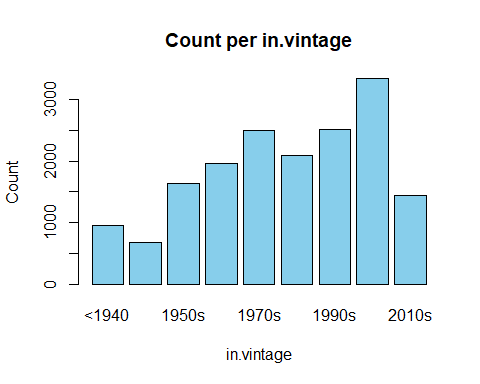 Count per in.vintage
Count
3000
2000
1000
0
<1940 1950s 1970s 1990s 2010s
in.vintage